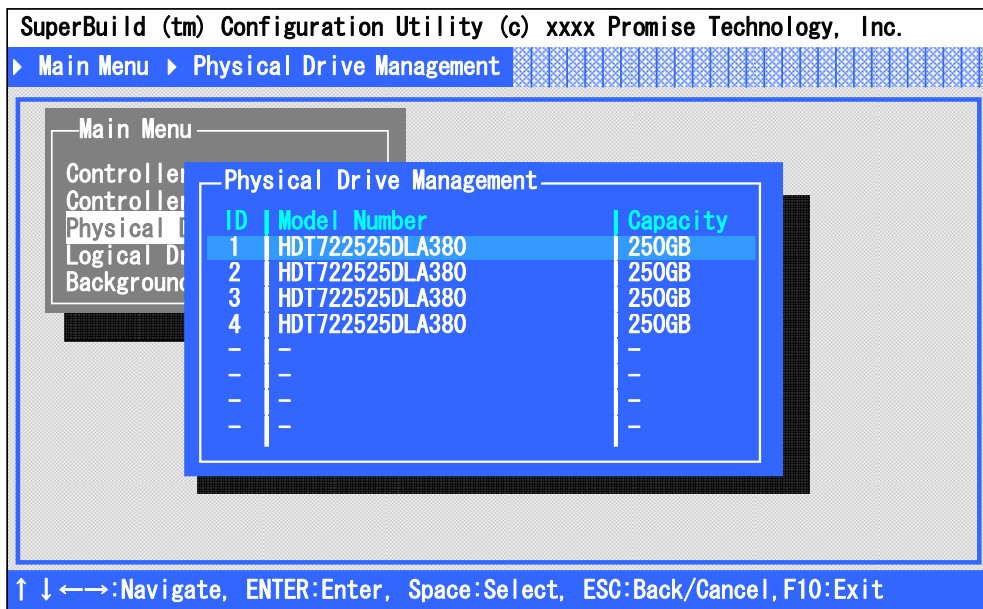 SuperBuild (tm) Configuration Utility (c) xxxx Promise Technology, Inc.
Main Menu ▶ Physical Drive Management
Main Menu
Controller
Controller
Physical D
Logical Dr
Background
Physical Drive Management
ID Model Number Capacity
1 HDT722525DLA380 250GB
2 HDT722525DLA380 250GB
3 HDT722525DLA380 250GB
4 HDT722525DLA380 250GB
– – –
– – –
– – –
– – –
↑ ↓ ←→:Navigate, ENTER:Enter, Space:Select, ESC:Back/Cancel,F10:Exit